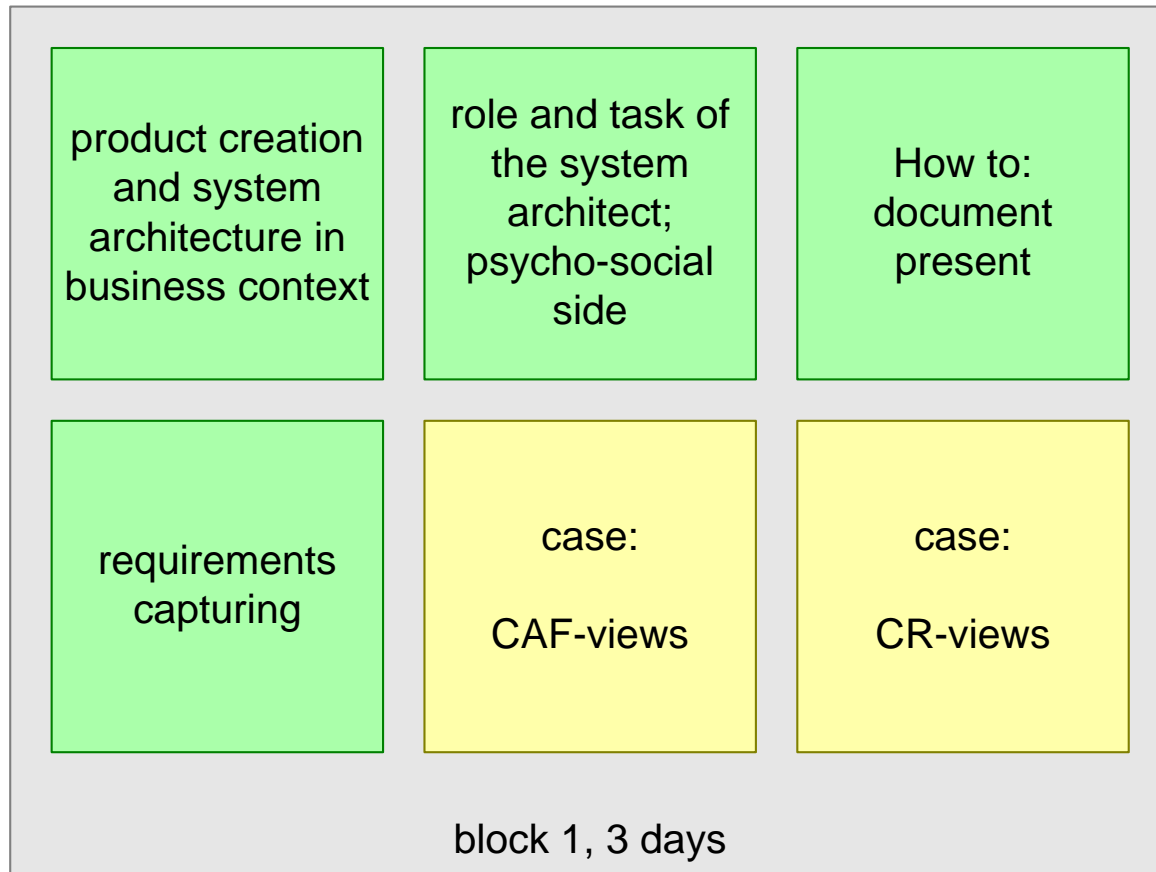 product creation
and system
architecture in
business context
role and task of
the system
architect;
psycho-social
side
How to:
document
present
requirements
capturing
case:
CAF-views
case:
CR-views
block 1, 3 days